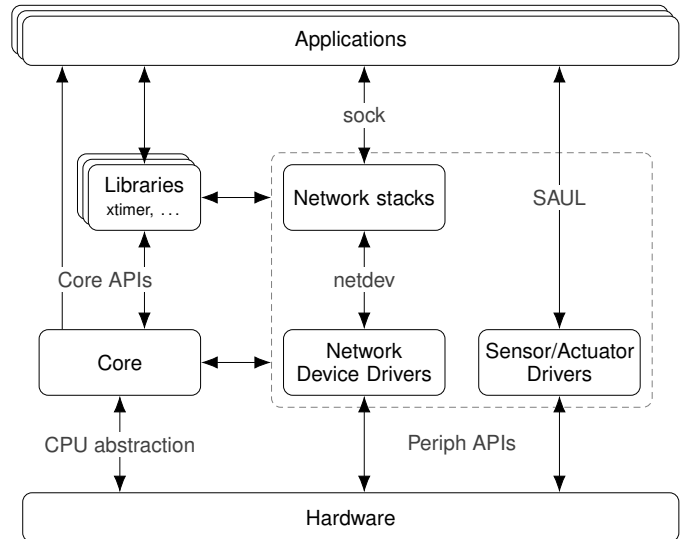 Applications
sock
Libraries
xtimer, ...
Network stacks
SAUL
Core APIs
netdev
Core
Network
Device Drivers
Sensor/Actuator
Drivers
CPU abstraction
Periph APIs
Hardware